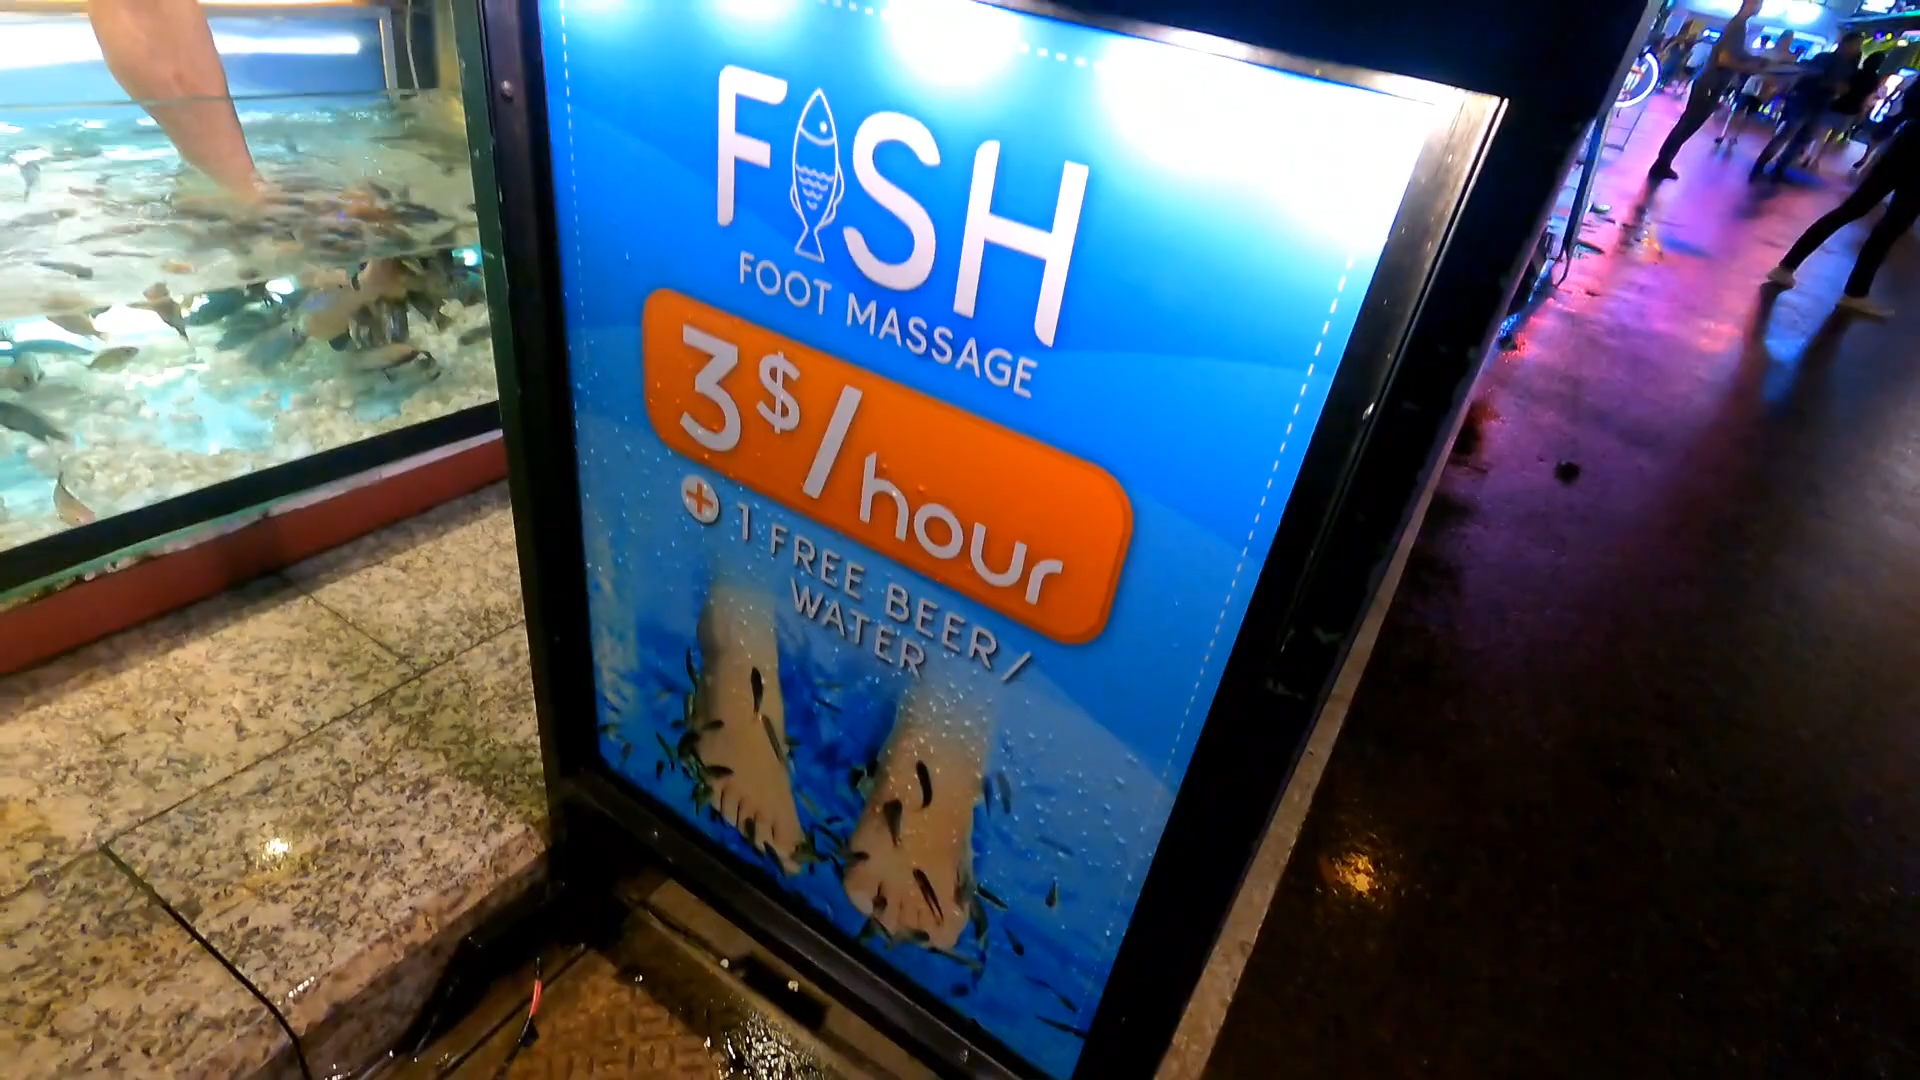 FISH
FOOT MASSAGE
3$/hour
+ 1 FREE BEER/
WATER